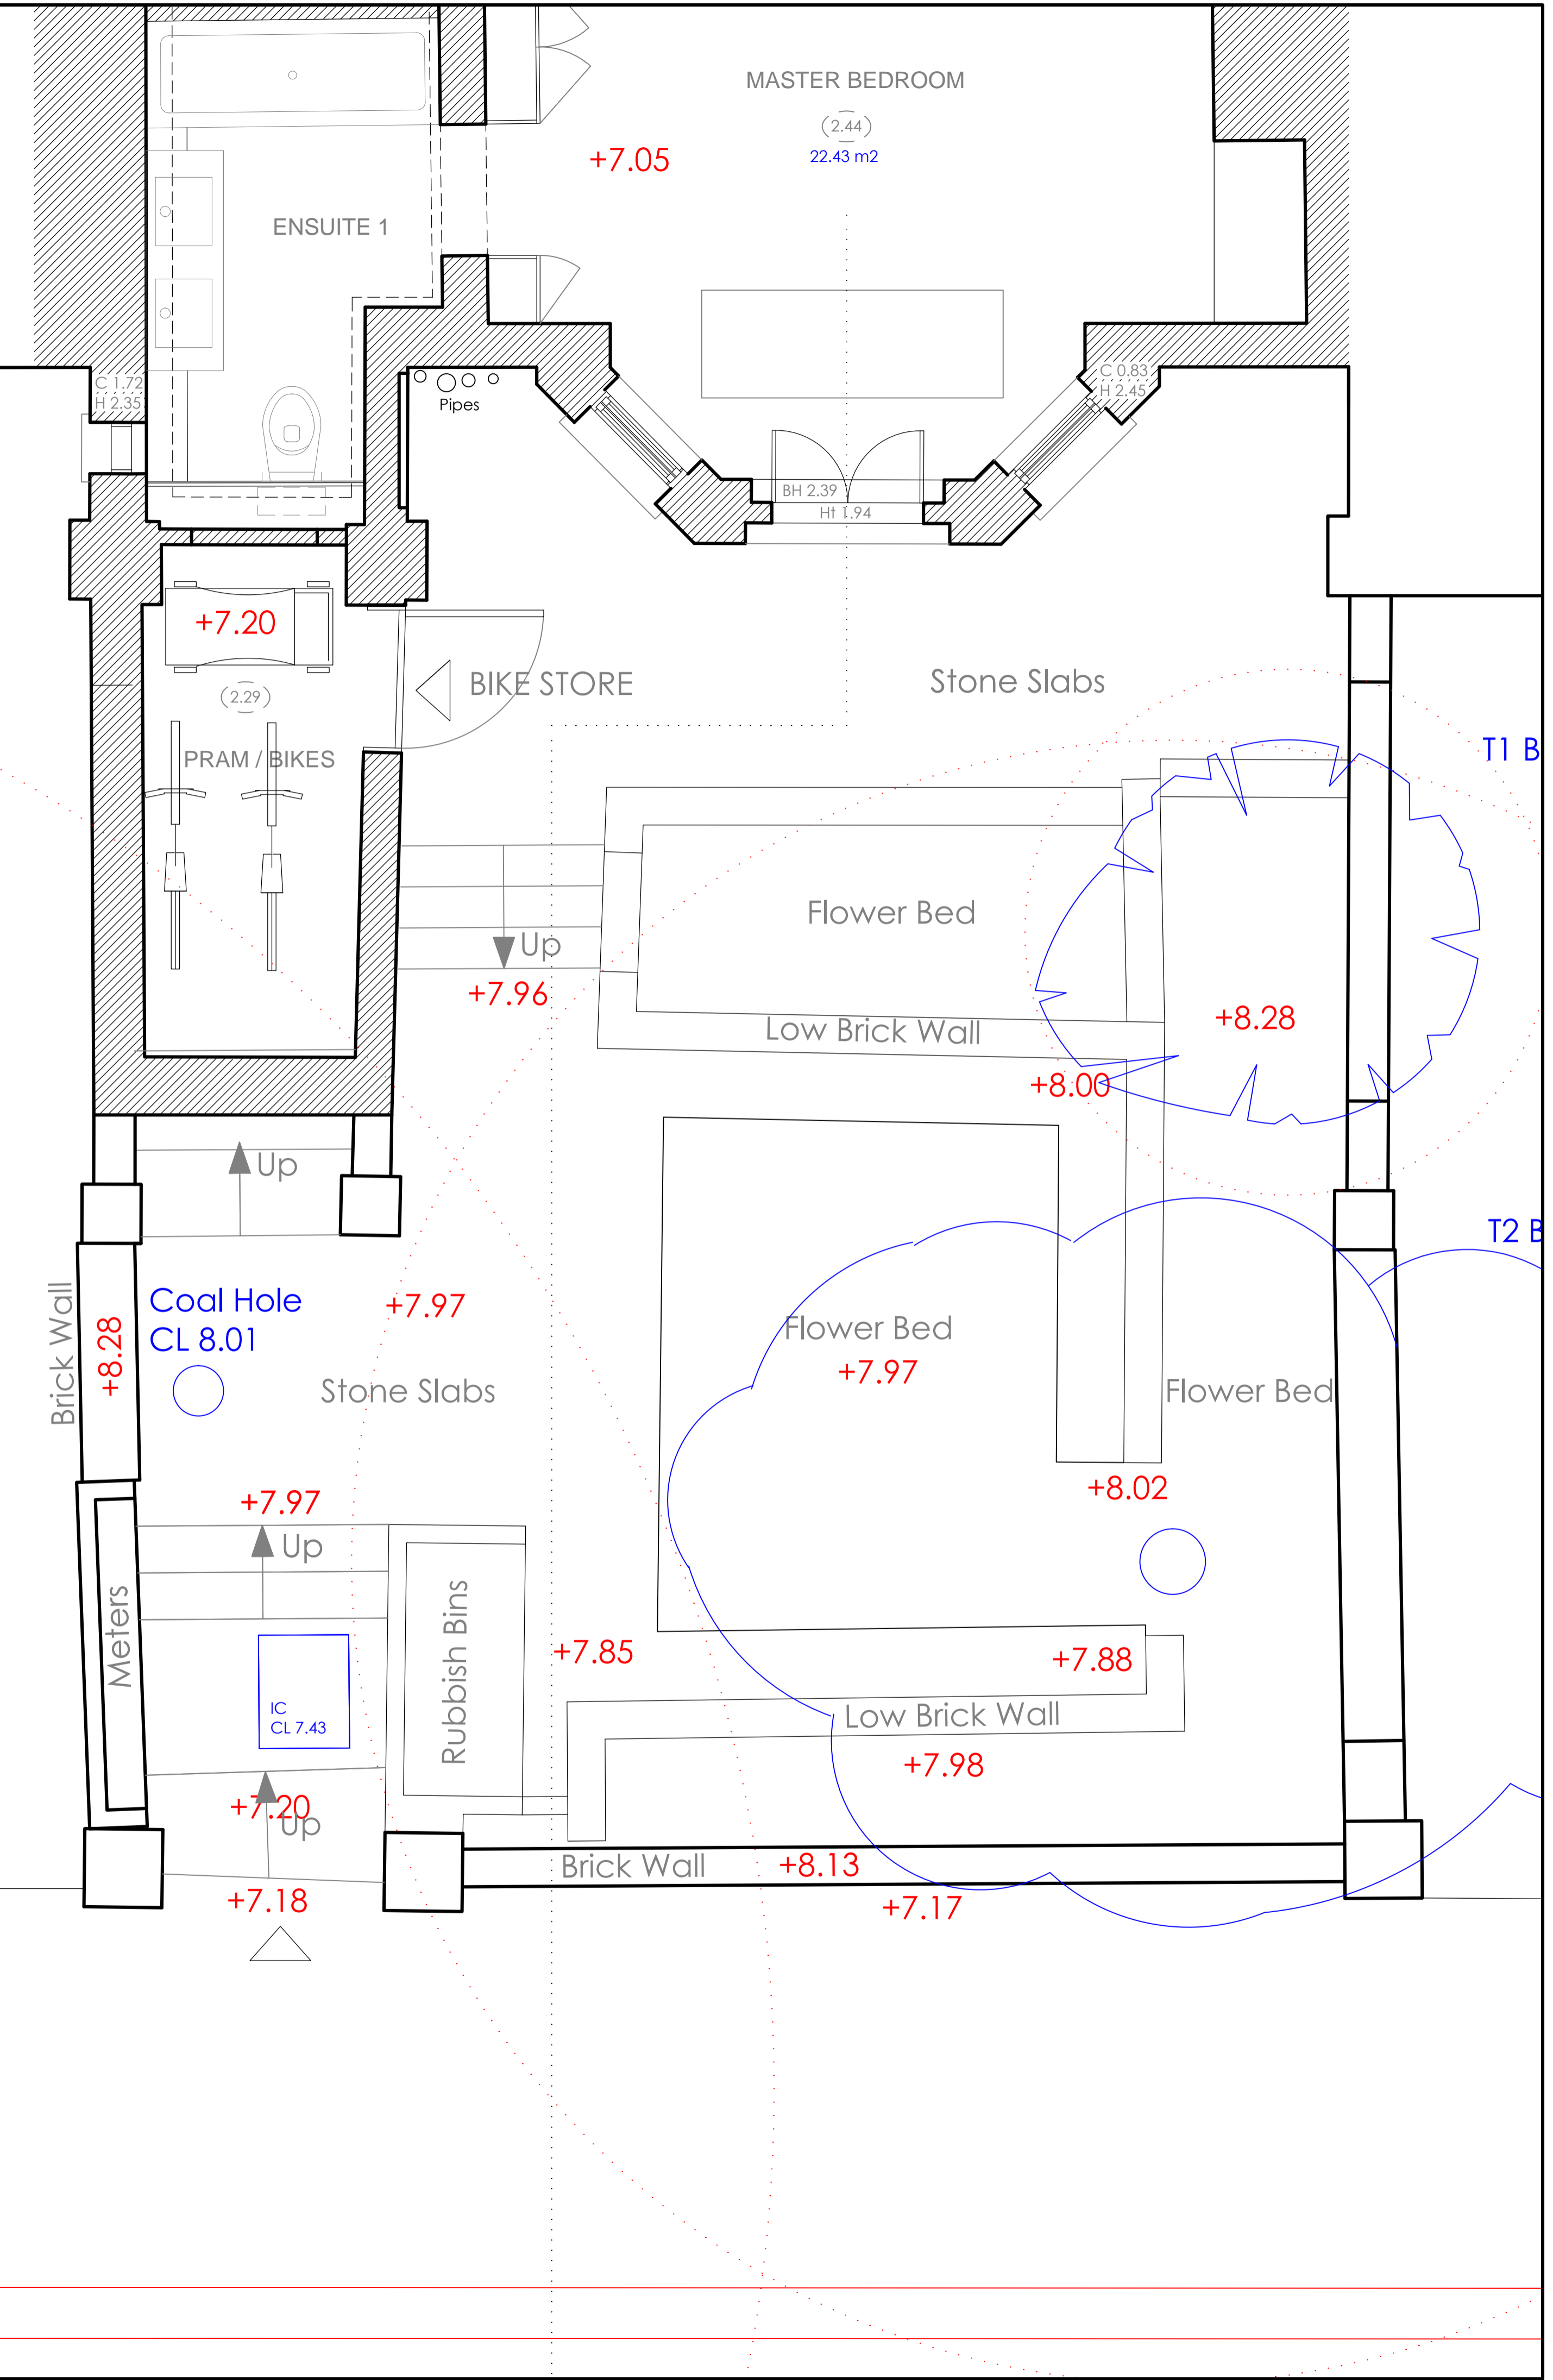 MASTER BEDROOM
(2.44)
22.43 m2
+7.05
ENSUITE 1
C 1.72
H 2.35
Pipes
C 0.83
H 2.45
BH 2.39
Ht 1.94
+7.20
BIKE STORE
Stone Slabs
(2.29)
PRAM / BIKES
T1 B
Flower Bed
Up
+7.96
Low Brick Wall
+8.28
+8.00
Up
T2 B
Brick Wall
+8.28
Coal Hole
CL 8.01
+7.97
Flower Bed
+7.97
Stone Slabs
Flower Bed
+8.02
+7.97
Up
Meters
Rubbish Bins
+7.85
+7.88
IC
CL 7.43
Low Brick Wall
+7.98
+7.20
Up
Brick Wall
+8.13
+7.18
+7.17